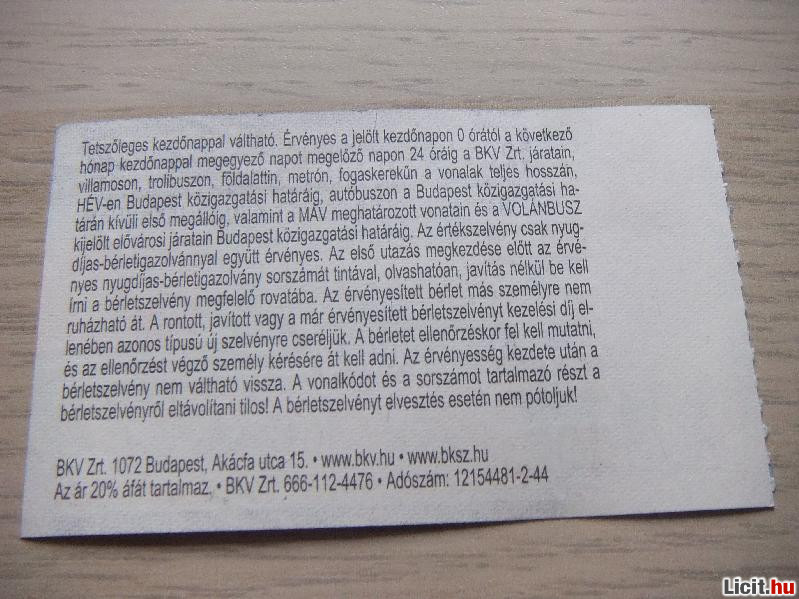 Tetszőleges kezdőnappal váltható. Érvényes a jelölt kezdőnapon 0 órától a következő
hónap kezdőnappal megegyező napot megelőző napon 24 óráig a BKV Zrt. járatain,
villamoson, trolibuszon, földalattin, metrón, fogaskerekűn a vonalak teljes hosszán,
HÉV-en Budapest közigazgatási határáig, autóbuszon a Budapest közigazgatási ha-
tárán kívüli első megállóig, valamint a MÁV meghatározott vonatain és a VOLÁNBUSZ
kijelölt elővárosi járatain Budapest közigazgatási határáig. Az értékszelvény csak nyug-
díjas-bérletigazolvánnyal együtt érvényes. Az első utazás megkezdése előtt az érvé-
nyes nyugdíjas-bérletigazolvány sorszámát tintával, olvashatóan, javítás nélkül be kell
írni a bérletszelvény megfelelő rovatába. Az érvényesített bérlet más személyre nem
ruházható át. A rontott, javított vagy a már érvényesített bérletszelvényt kezelési díj el-
lenében azonos típusú új szelvényre cseréljük. A bérletet ellenőrzéskor fel kell mutatni,
és az ellenőrzést végző személy kérésére át kell adni. Az érvényesség kezdete után a
bérletszelvény nem váltható vissza. A vonalkódot és a sorszámot tartalmazó részt a
bérletszelvényről eltávolítani tilos! A bérletszelvényt elvesztés esetén nem pótoljuk!
BKV Zrt. 1072 Budapest, Akácfa utca 15. • www.bkv.hu • www.bksz.hu
Az ár 20% áfát tartalmaz. • BKV Zrt. 666-112-4476 • Adószám: 12154481-2-44
Licit.hu